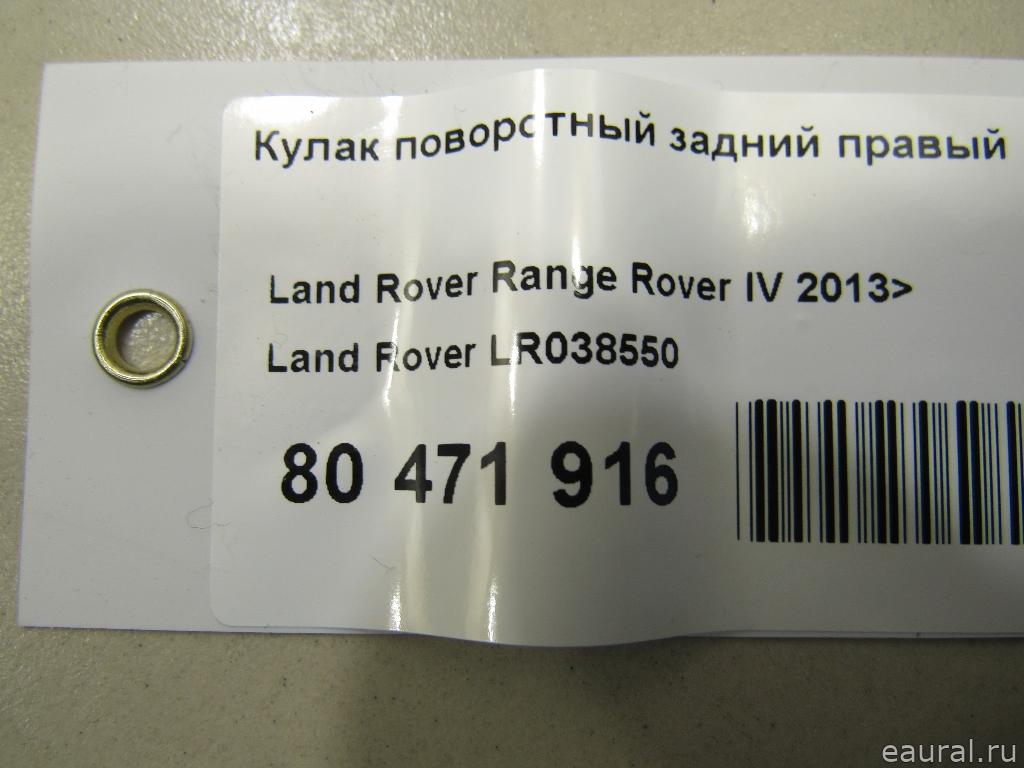 Кулак поворотный задний правый
Land Rover Range Rover IV 2013>
Land Rover LR038550
80 471 916
eaural.ru